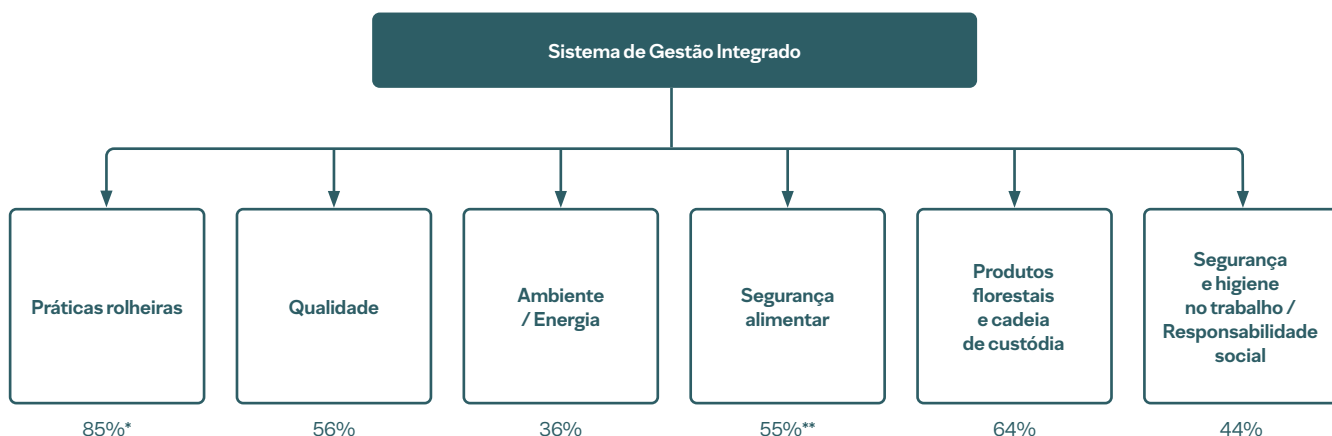 Sistema de Gestão Integrado
Práticas rolheiras
Qualidade
Ambiente
/ Energia
Segurança
alimentar
Produtos
florestais
e cadeia
de custódia
Segurança
e higiene
no trabalho /
Responsabilidade
social
85%*
56%
36%
55%**
64%
44%